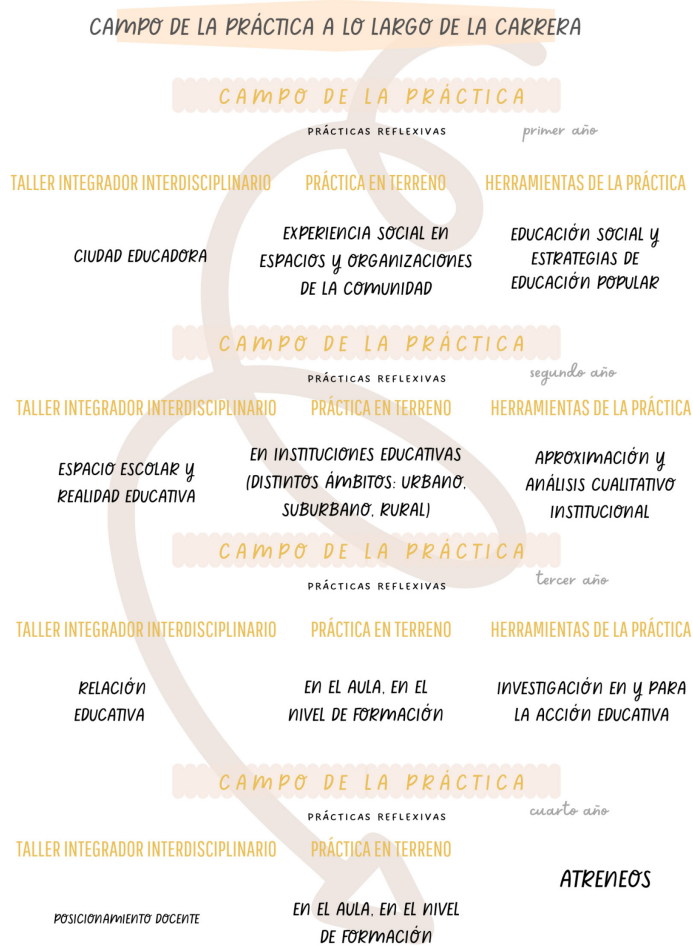 CAMPO DE LA PRÁCTICA A LO LARGO DE LA CARRERA
CAMPO DE LA PRÁCTICA
PRÁCTICAS REFLEXIVAS
primer año
TALLER INTEGRADOR INTERDISCIPLINARIO
PRÁCTICA EN TERRENO
HERRAMIENTAS DE LA PRÁCTICA
CIUDAD EDUCADORA
EXPERIENCIA SOCIAL EN
ESPACIOS Y ORGANIZACIONES
DE LA COMUNIDAD
EDUCACIÓN SOCIAL Y
ESTRATEGIAS DE
EDUCACIÓN POPULAR
CAMPO DE LA PRÁCTICA
PRÁCTICAS REFLEXIVAS
segundo año
TALLER INTEGRADOR INTERDISCIPLINARIO
PRÁCTICA EN TERRENO
HERRAMIENTAS DE LA PRÁCTICA
ESPACIO ESCOLAR Y
REALIDAD EDUCATIVA
EN INSTITUCIONES EDUCATIVAS
(DISTINTOS ÁMBITOS: URBANO,
SUBURBANO, RURAL)
APROXIMACIÓN Y
ANÁLISIS CUALITATIVO
INSTITUCIONAL
CAMPO DE LA PRÁCTICA
PRÁCTICAS REFLEXIVAS
tercer año
TALLER INTEGRADOR INTERDISCIPLINARIO
PRÁCTICA EN TERRENO
HERRAMIENTAS DE LA PRÁCTICA
RELACIÓN
EDUCATIVA
EN EL AULA, EN EL
NIVEL DE FORMACIÓN
INVESTIGACIÓN EN Y PARA
LA ACCIÓN EDUCATIVA
CAMPO DE LA PRÁCTICA
PRÁCTICAS REFLEXIVAS
cuarto año
TALLER INTEGRADOR INTERDISCIPLINARIO
PRÁCTICA EN TERRENO
ATRENEOS
POSICIONAMIENTO DOCENTE
EN EL AULA, EN EL NIVEL
DE FORMACIÓN